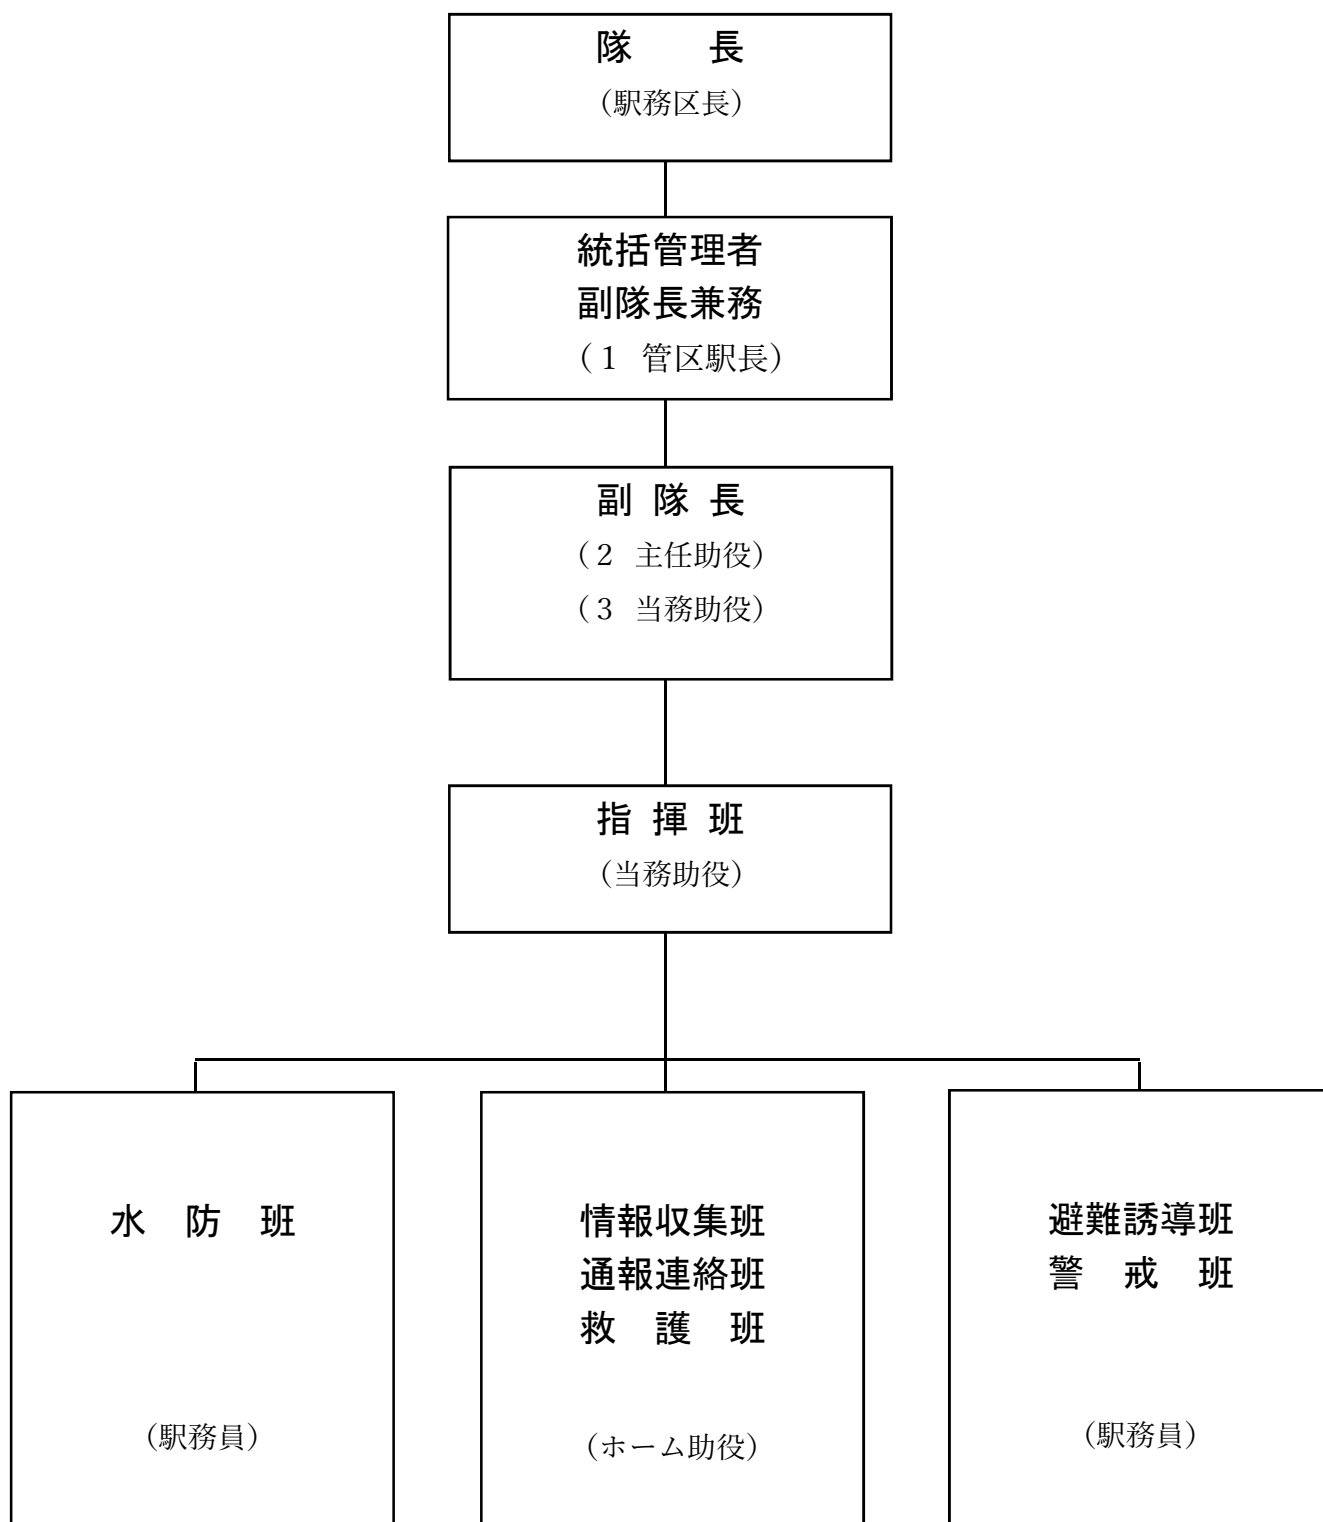 隊　　長
（駅務区長）
統括管理者
副隊長兼務
（１ 管区駅長）
副 隊 長
（２ 主任助役）
（３ 当務助役）
指 揮 班
（当務助役）
水　防　班
（駅務員）
情報収集班
通報連絡班
救　護　班
（ホーム助役）
避難誘導班
警　戒　班
（駅務員）